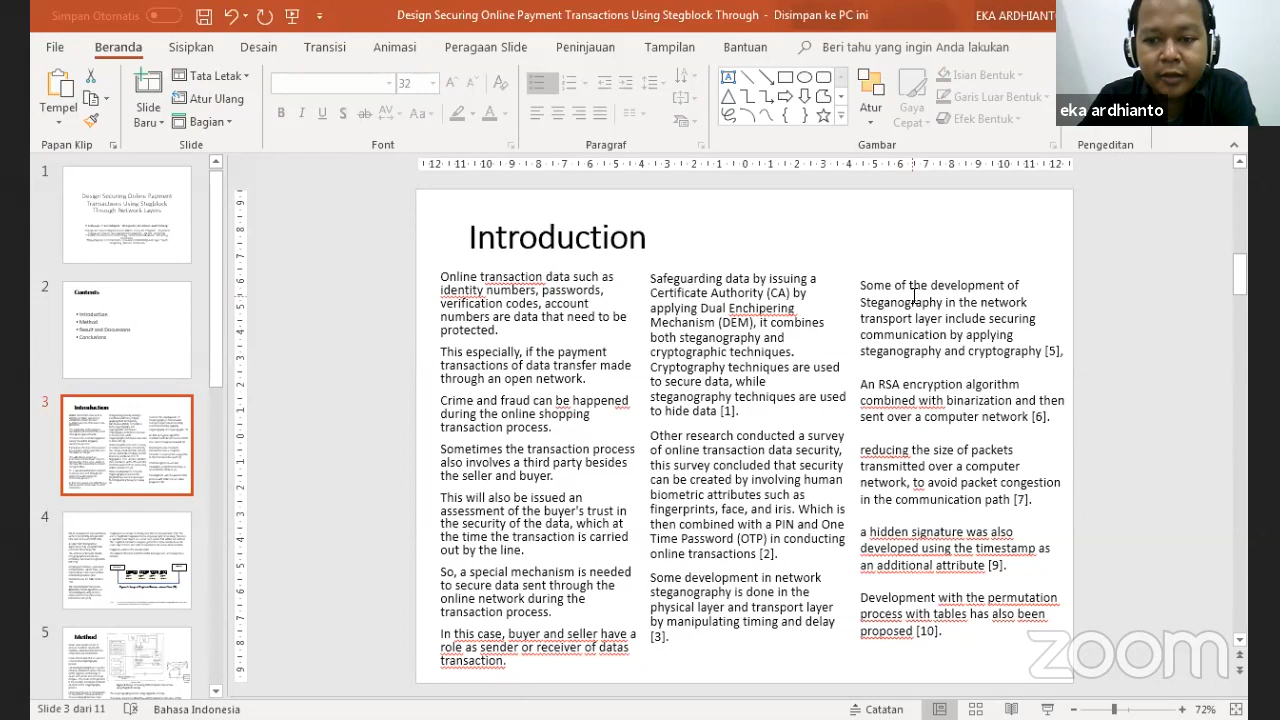 Simpan Otomatis
Design Securing Online Payment Transactions Using Stegblock Through - Disimpan ke PC ini
EKA ARDHIANTO
File Beranda Sisipkan Desain Transisi Animasi Peragaan Slide Peninjauan Tampilan Bantuan Beri tahu yang ingin Anda lakukan
eka ardhianto
Tempel
Slide
Baru
Tata Letak
Atur Ulang
Bagian
32
Atur
Gaya
Cepat
Isian Bentuk
Garis Luar Bentuk
Efek Bentuk
Papan Klip Slide Font Paragraf Gambar Pengeditan
1
Design Securing Online Payment
Transactions Using Stegblock
Through Network Layers
2
Contents
• Introduction
• Method
• Result and Discussions
• Conclusions
3
Introduction
4
5
Method
Introduction
Online transaction data such as
identity numbers, passwords,
verification codes, account
numbers are data that need to be
protected.
This especially, if the payment
transactions of data transfer made
through an open network.
Crime and fraud can be happened
during the online shopping
transaction process.
Sometimes the transaction process
also involves a third party besides
the seller and buyer.
This will also be issued an
assessment of the buyer's trust in
the security of the data, which at
the time the transaction is carried
out by the seller.
So, a special mechanism is needed
to secure data sent trough the
online network during the
transaction process.
In this case, buyer and seller have a
role as sender or receiver of datas
transaction.
Safeguarding data by issuing a
Certificate Authority (CA) by
applying Dual Enchipering
Mechanism (DEM), it combines
both steganography and
cryptographic techniques.
Cryptography techniques are used
to secure data, while
steganography techniques are used
to hide data [1].
Other research conducted a survey
of online transaction data security,
this survey concluded that security
can be created by mixing human
biometric attributes such as
fingerprints, face, and iris. Which is
then combined with a PIN and One
Time Password (OTP) in conducting
online transactions [2].
Some development in network
steganography is done in the
physical layer and transport layer
by manipulating timing and delay
[3].
Some of the development of
Steganography in the network
transport layer include securing
communication by applying
steganography and cryptography [5],
An RSA encryption algorithm
combined with binarization and then
sent over a computer network [6],
reducing the size of packets
transmitted over a computer
network, to avoid packet congestion
in the communication path [7].
a hidden signature was also
developed using the timestamp as
an additional attribute [9].
Development with the permutation
process with tables has also been
proposed [10].
zoom
Slide 3 dari 11
Bahasa Indonesia
Catatan
72%